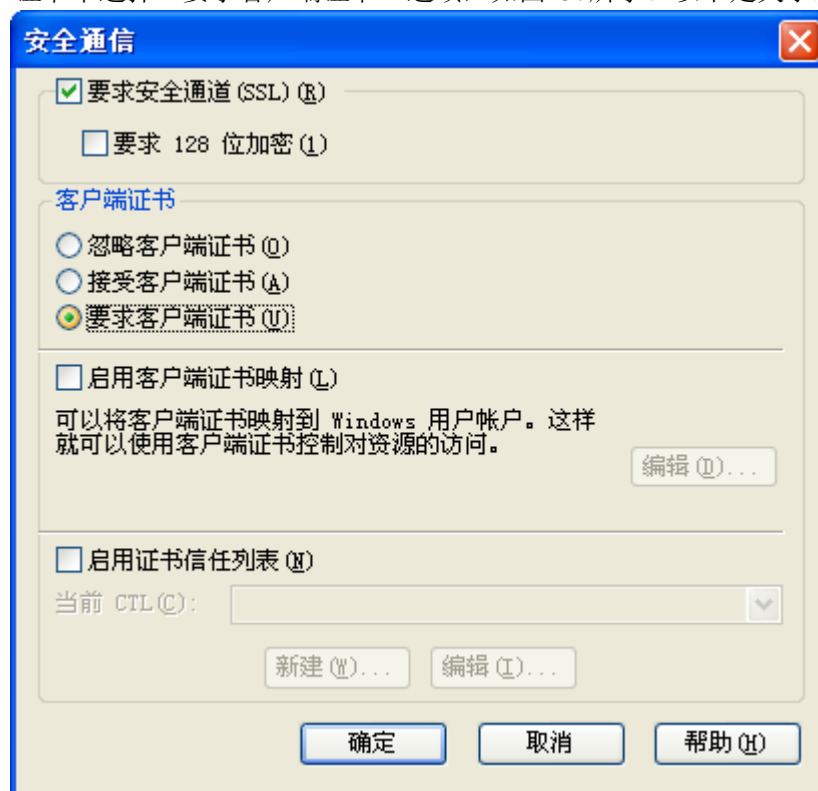 安全通信
要求安全通道(SSL)(R)
要求 128 位加密(1)
客户端证书
忽略客户端证书(O)
接受客户端证书(A)
要求客户端证书(U)
启用客户端证书映射(L)
可以将客户端证书映射到 Windows 用户帐户。这样
就可以使用客户端证书控制对资源的访问。
编辑(D)...
启用证书信任列表(N)
当前 CTL(C):
新建(W)... 编辑(I)...
确定 取消 帮助(H)